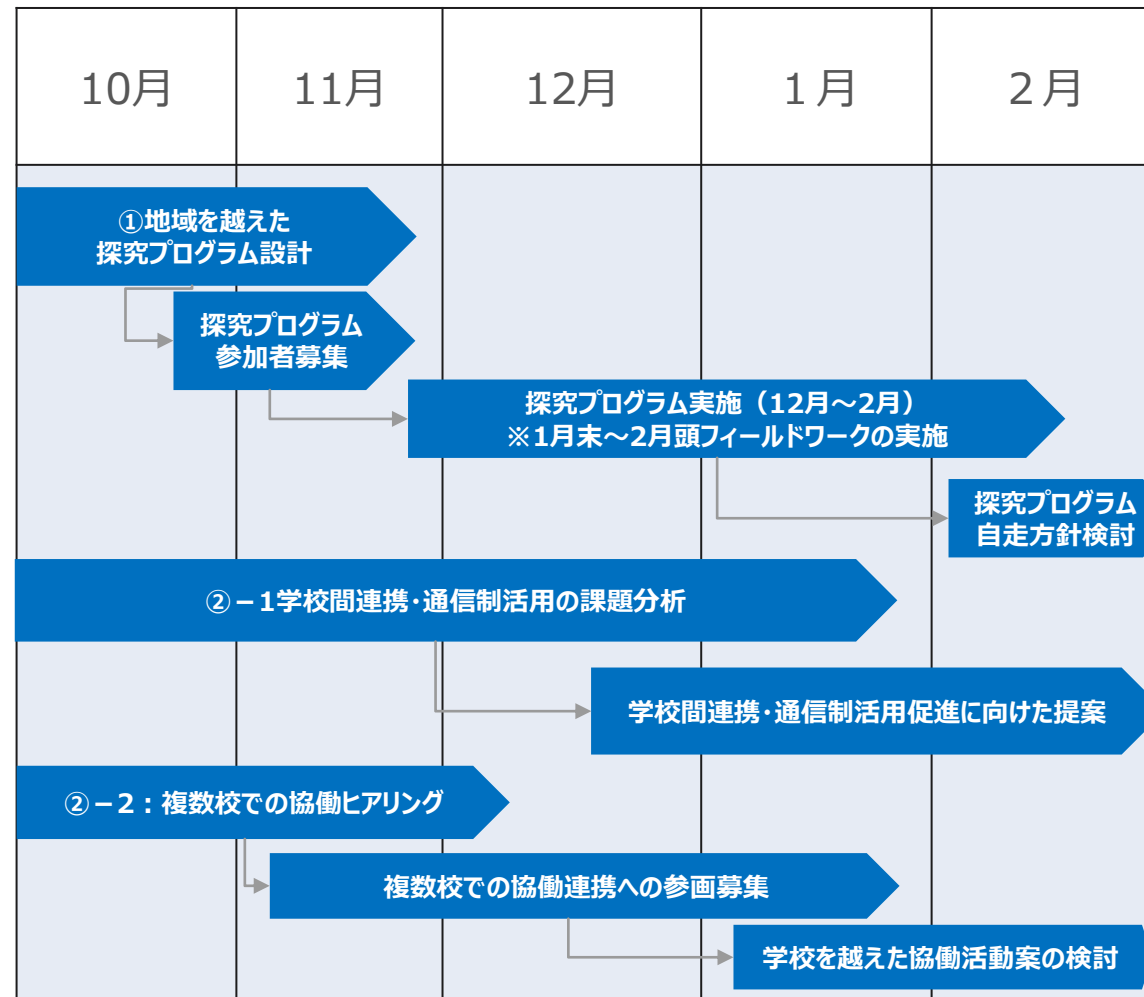 10月
11月
12月
１月
２月
①地域を越えた
探究プログラム設計
探究プログラム
参加者募集
探究プログラム実施（12月～2月）
※1月末～2月頭フィールドワークの実施
探究プログラム
自走方針検討
②－1学校間連携・通信制活用の課題分析
学校間連携・通信制活用促進に向けた提案
②－2：複数校での協働ヒアリング
複数校での協働連携への参画募集
学校を越えた協働活動案の検討